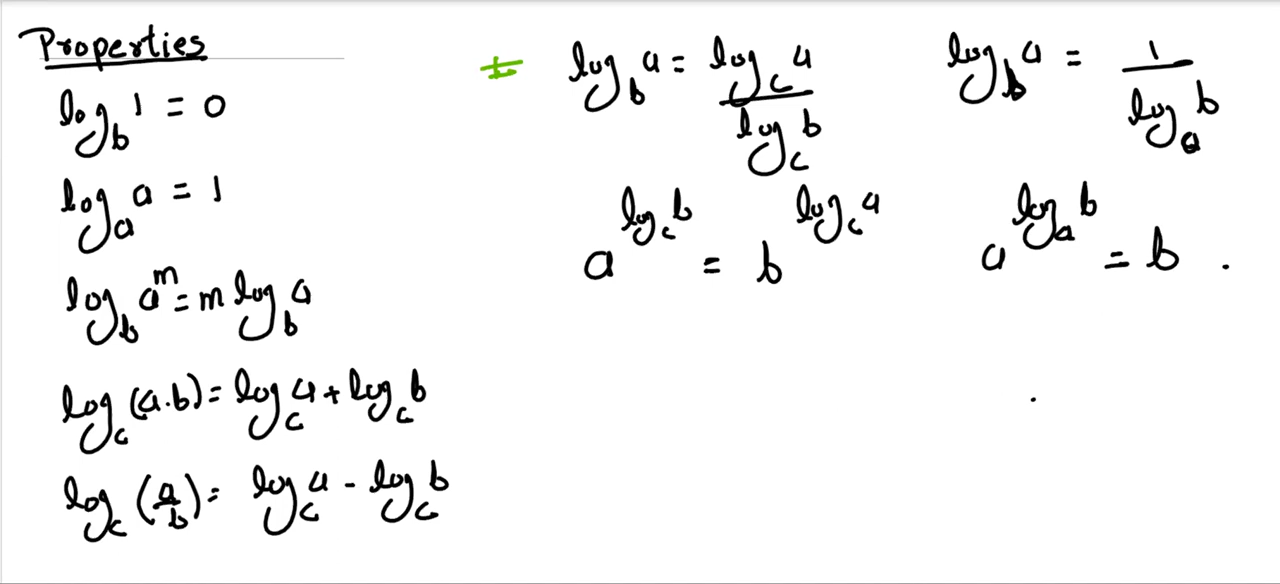 Properties
log_b 1 = 0
log_a a = 1
log_b a^m = m log_b a
log_c (a.b) = log_c a + log_c b
log_c (a/b) = log_c a - log_c b
log_b a = log_c a / log_c b
log_b a = 1 / log_a b
a^(log_c b) = b^(log_c a)
a^(log_a b) = b .